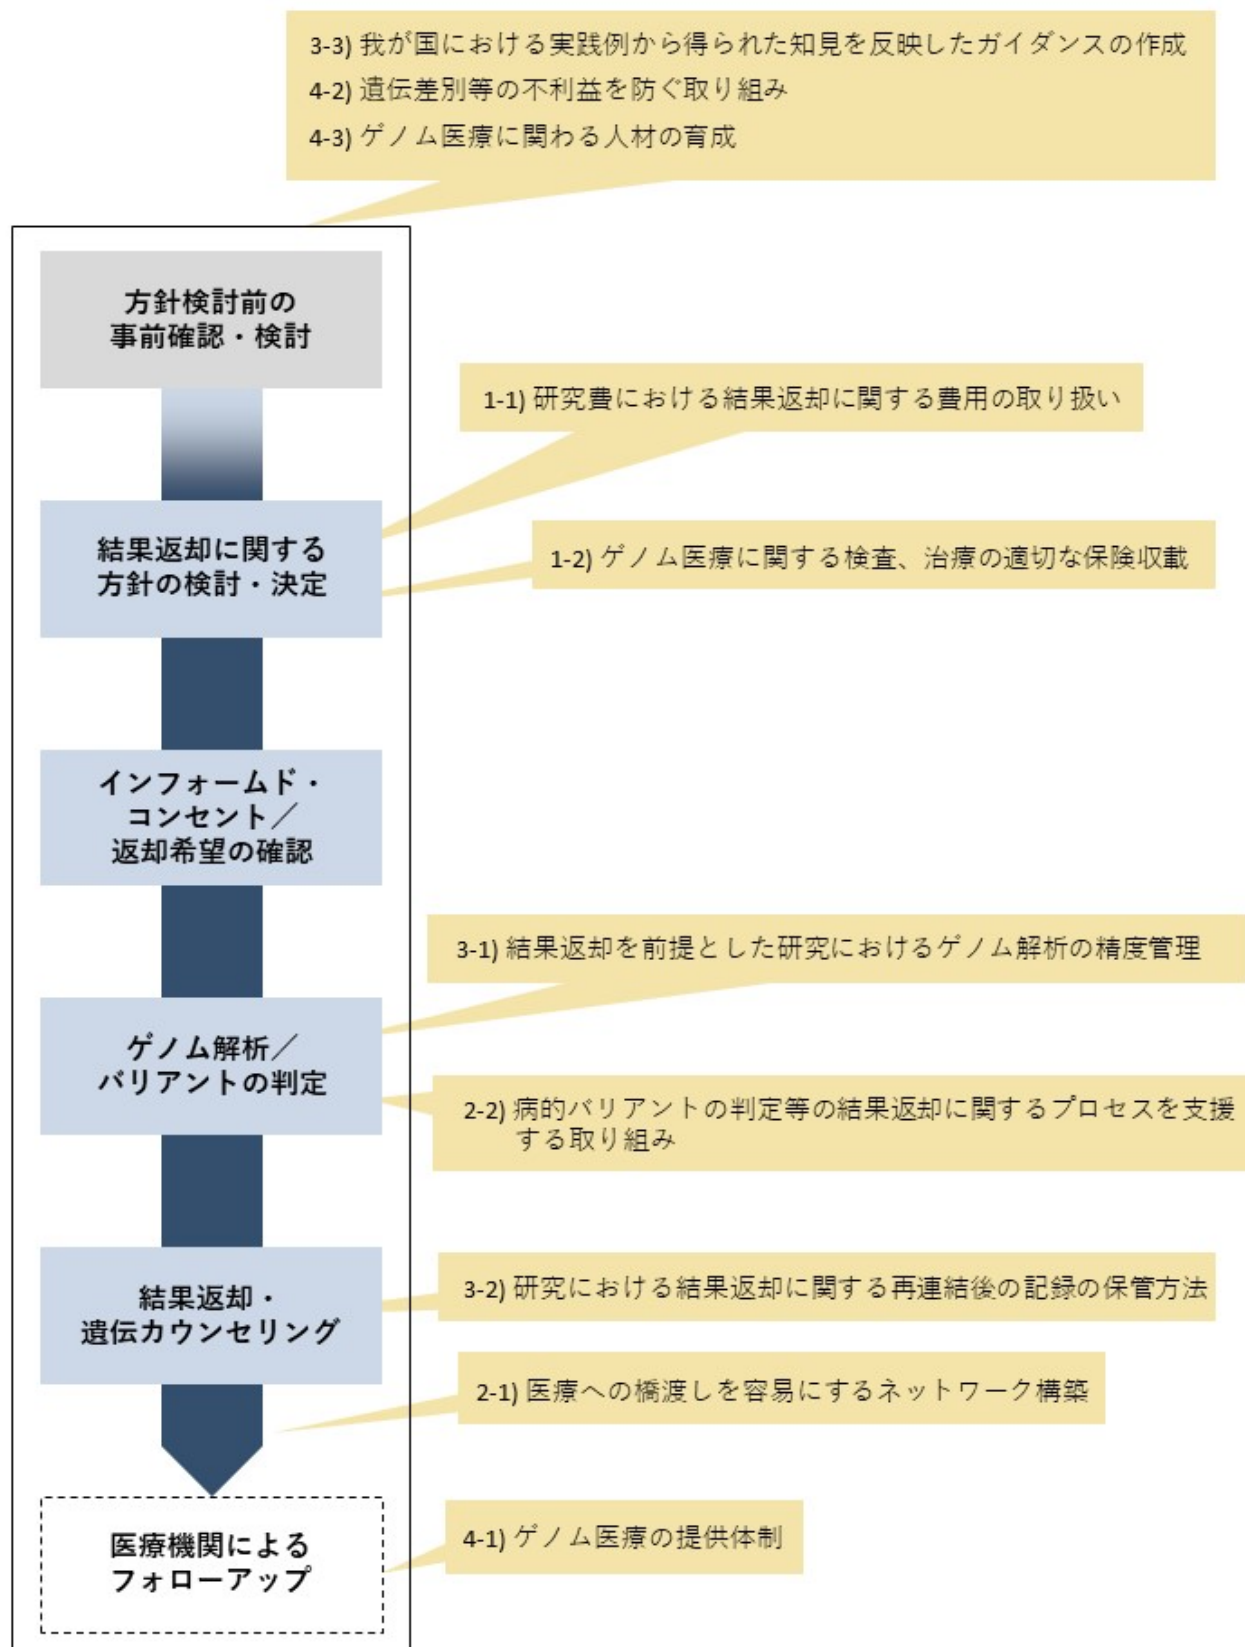 3-3) 我が国における実践例から得られた知見を反映したガイダンスの作成
4-2) 遺伝差別等の不利益を防ぐ取り組み
4-3) ゲノム医療に関わる人材の育成
方針検討前の
事前確認・検討
1-1) 研究費における結果返却に関する費用の取り扱い
結果返却に関する
方針の検討・決定
1-2) ゲノム医療に関する検査、治療の適切な保険収載
インフォームド・
コンセント／
返却希望の確認
3-1) 結果返却を前提とした研究におけるゲノム解析の精度管理
ゲノム解析／
バリアントの判定
2-2) 病的バリアントの判定等の結果返却に関するプロセスを支援
する取り組み
3-2) 研究における結果返却に関する再連結後の記録の保管方法
結果返却・
遺伝カウンセリング
2-1) 医療への橋渡しを容易にするネットワーク構築
4-1) ゲノム医療の提供体制
医療機関による
フォローアップ